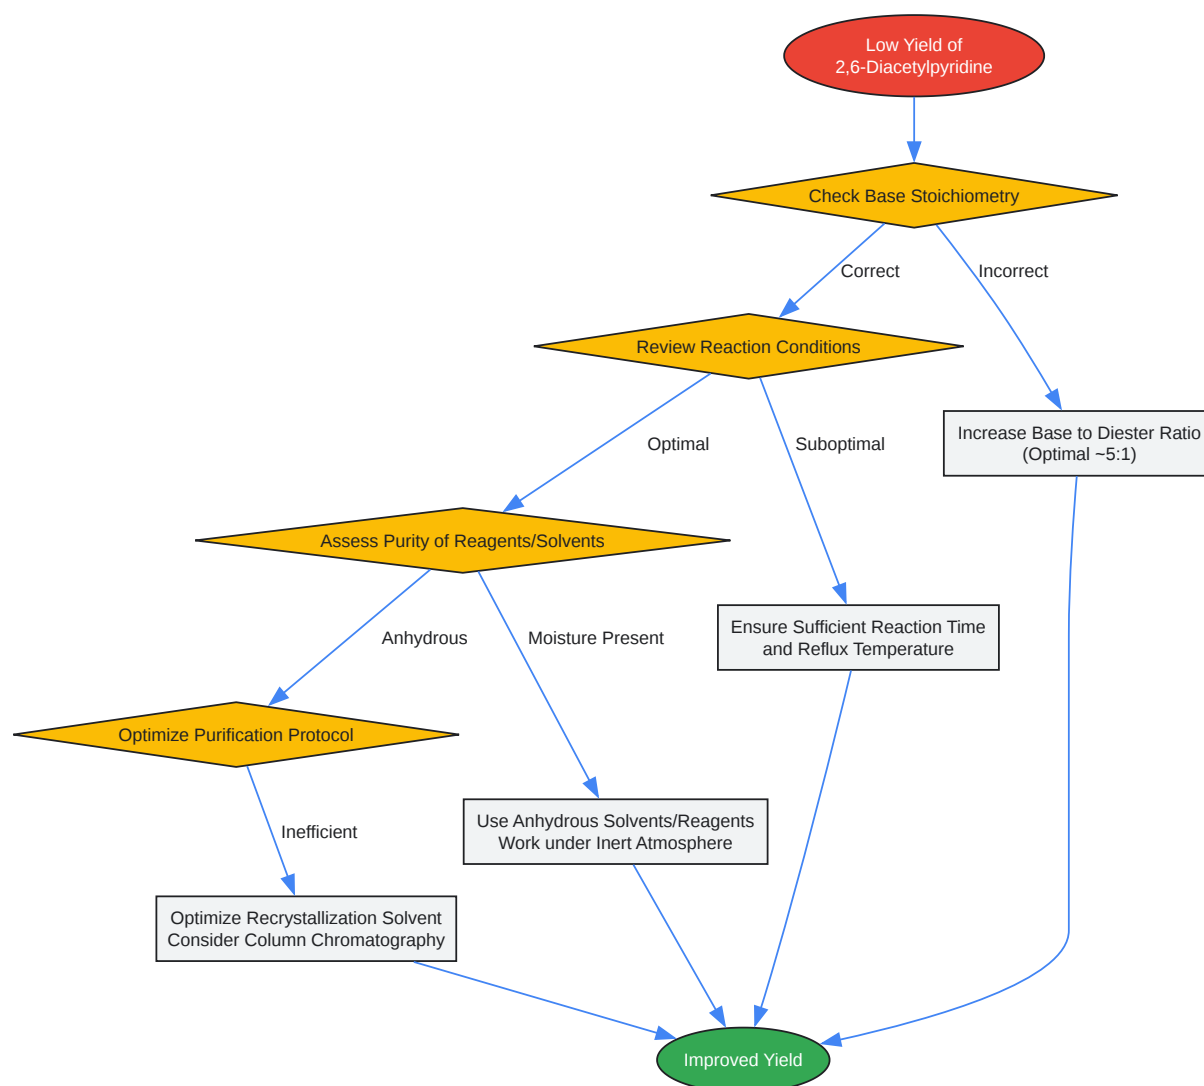 Low Yield of
2,6-Diacetylpyridine
Check Base Stoichiometry
Correct
Incorrect
Review Reaction Conditions
Increase Base to Diester Ratio
(Optimal ~5:1)
Optimal
Suboptimal
Assess Purity of Reagents/Solvents
Ensure Sufficient Reaction Time
and Reflux Temperature
Anhydrous
Moisture Present
Optimize Purification Protocol
Use Anhydrous Solvents/Reagents
Work under Inert Atmosphere
Inefficient
Optimize Recrystallization Solvent
Consider Column Chromatography
Improved Yield